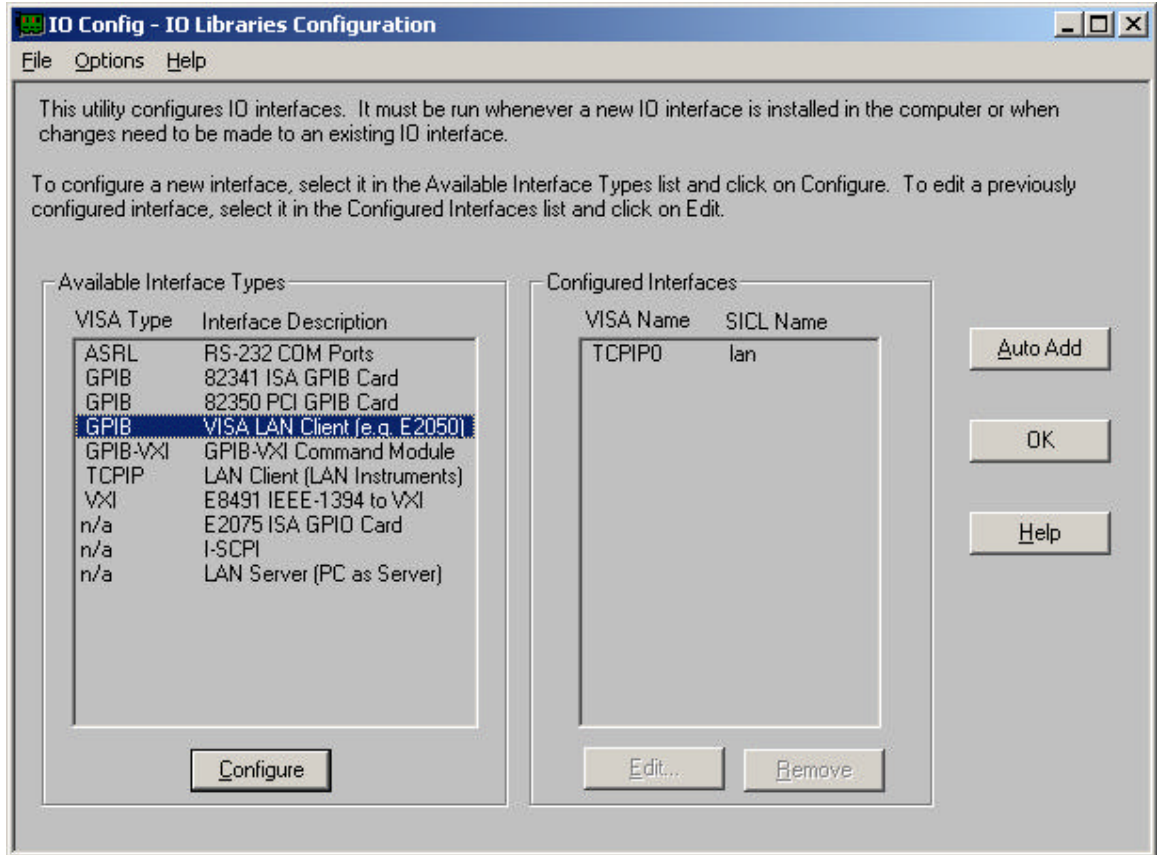 IO Config - IO Libraries Configuration
File Options Help
This utility configures IO interfaces. It must be run whenever a new IO interface is installed in the computer or when
changes need to be made to an existing IO interface.
To configure a new interface, select it in the Available Interface Types list and click on Configure. To edit a previously
configured interface, select it in the Configured Interfaces list and click on Edit.
Available Interface Types
VISA Type Interface Description
ASRL RS-232 COM Ports
GPIB 82341 ISA GPIB Card
GPIB 82350 PCI GPIB Card
GPIB VISA LAN Client (e.g. E2050)
GPIB-VXI GPIB-VXI Command Module
TCPIP LAN Client (LAN Instruments)
VXI E8491 IEEE-1394 to VXI
n/a E2075 ISA GPIO Card
n/a I-SCPI
n/a LAN Server (PC as Server)
Configure
Configured Interfaces
VISA Name SICL Name
TCPIP0 lan
Edit... Remove
Auto Add
OK
Help